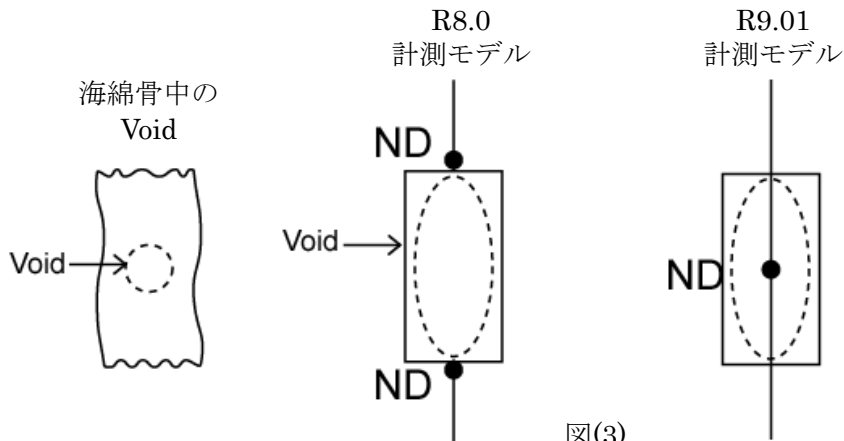 海綿骨中の
Void
Void
R8.0
計測モデル
ND
Void
ND
R9.01
計測モデル
ND
図(3)